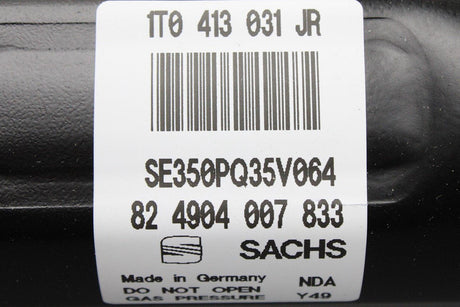 1T0 413 031 JR
SE350PQ35V064
82 4904 007 833
SACHS
Made in Germany NDA
DO NOT OPEN Y49
GAS PRESSURE